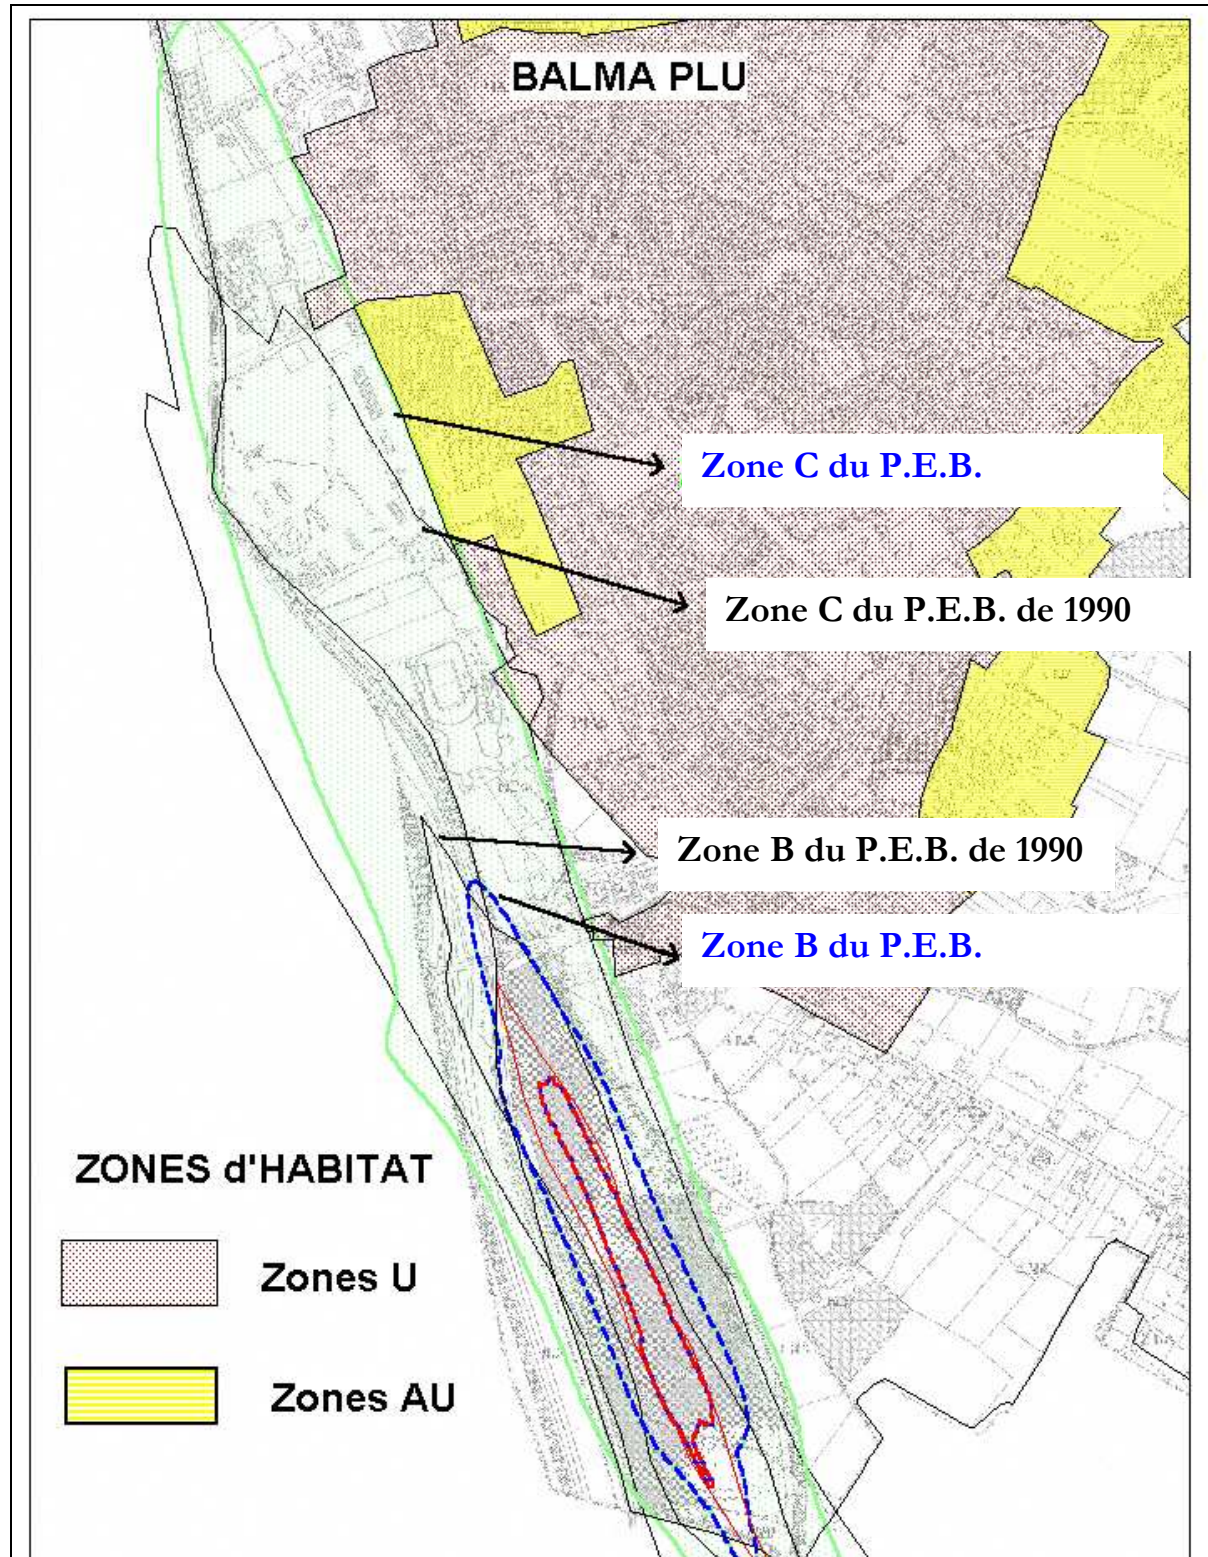 BALMA PLU
Zone C du P.E.B.
Zone C du P.E.B. de 1990
Zone B du P.E.B. de 1990
Zone B du P.E.B.
ZONES d'HABITAT
Zones U
Zones AU